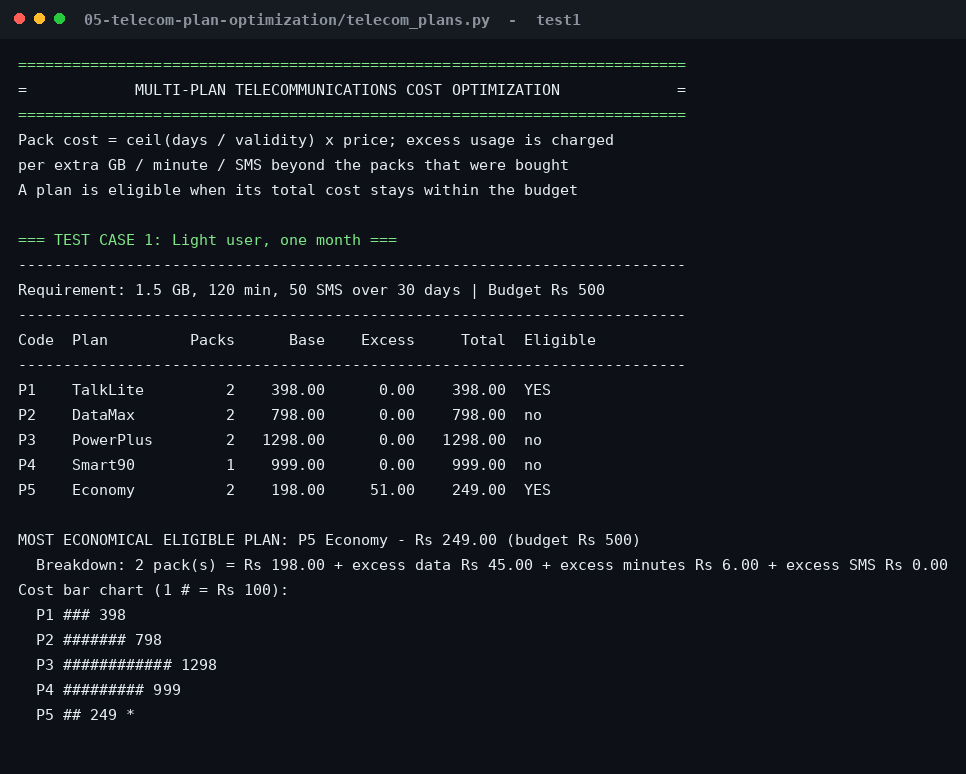 05-telecom-plan-optimization/telecom_plans.py  -  test1
==========================================================================
=            MULTI-PLAN TELECOMMUNICATIONS COST OPTIMIZATION             =
==========================================================================
Pack cost = ceil(days / validity) x price; excess usage is charged
per extra GB / minute / SMS beyond the packs that were bought
A plan is eligible when its total cost stays within the budget
=== TEST CASE 1: Light user, one month ===
--------------------------------------------------------------------------
Requirement: 1.5 GB, 120 min, 50 SMS over 30 days | Budget Rs 500
--------------------------------------------------------------------------
Code  Plan         Packs      Base    Excess     Total  Eligible
--------------------------------------------------------------------------
P1    TalkLite         2    398.00      0.00    398.00  YES
P2    DataMax          2    798.00      0.00    798.00  no
P3    PowerPlus        2   1298.00      0.00   1298.00  no
P4    Smart90          1    999.00      0.00    999.00  no
P5    Economy          2    198.00     51.00    249.00  YES
MOST ECONOMICAL ELIGIBLE PLAN: P5 Economy - Rs 249.00 (budget Rs 500)
  Breakdown: 2 pack(s) = Rs 198.00 + excess data Rs 45.00 + excess minutes Rs 6.00 + excess SMS Rs 0.00
Cost bar chart (1 # = Rs 100):
  P1 ### 398
  P2 ####### 798
  P3 ############ 1298
  P4 ######### 999
  P5 ## 249 *